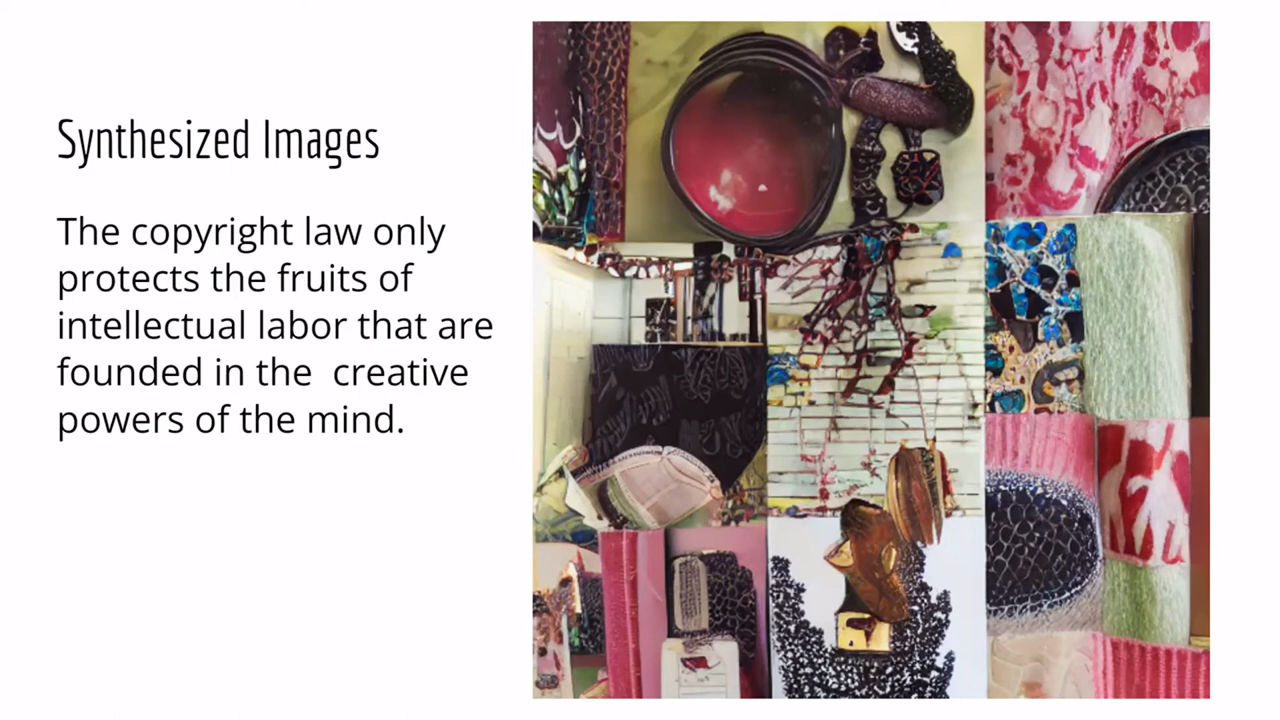 Synthesized Images
The copyright law only
protects the fruits of
intellectual labor that are
founded in the  creative
powers of the mind.